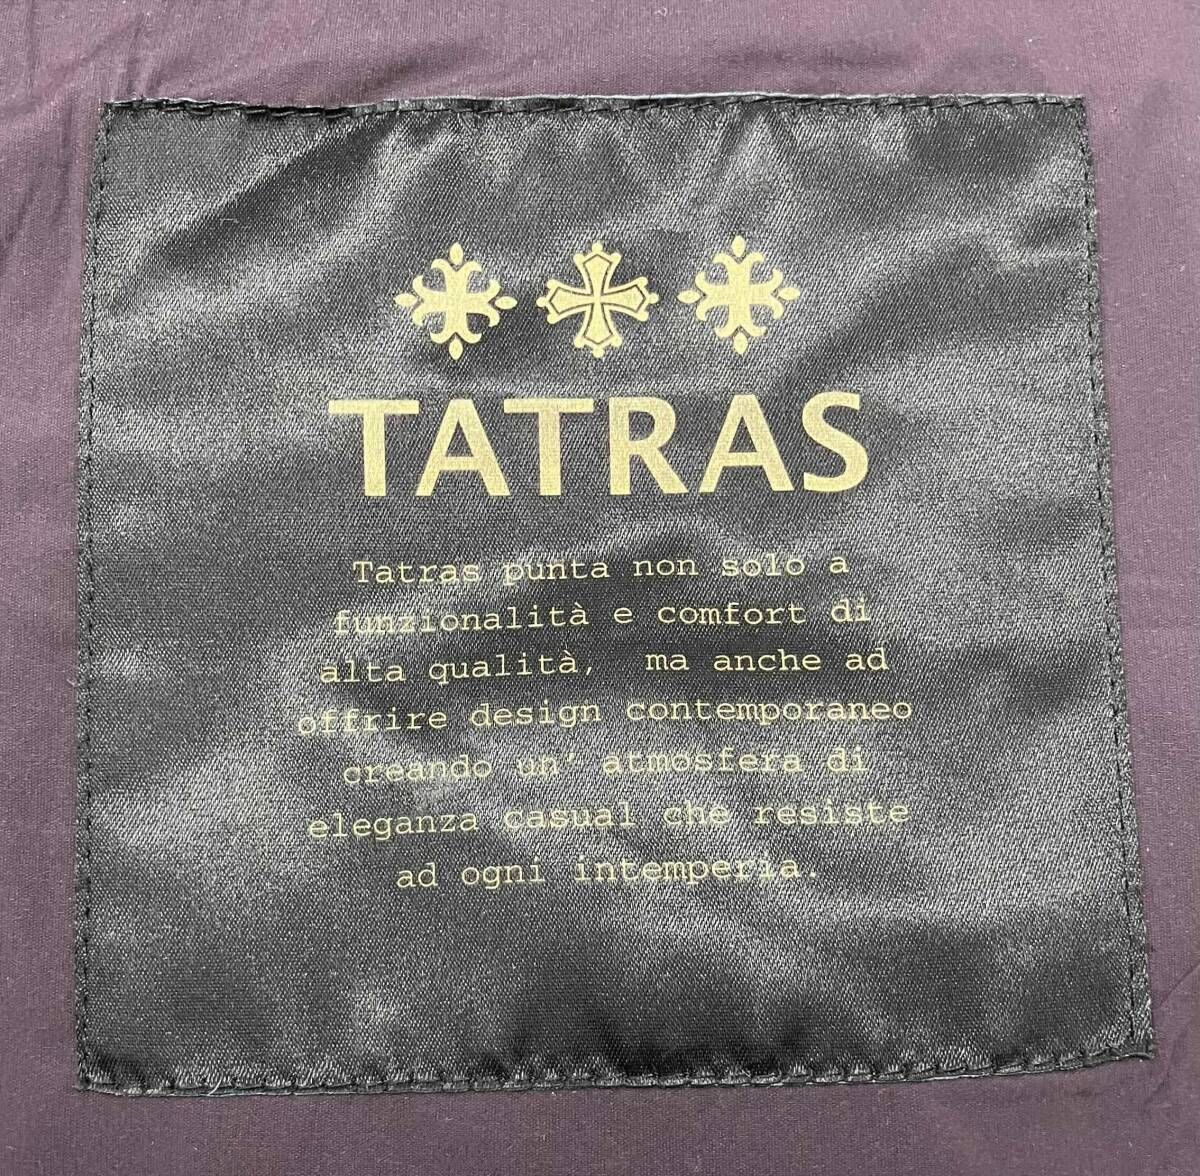 TATRAS
Tatras punta non solo a
funzionalità e comfort di
alta qualità, ma anche ad
offrire design contemporaneo
creando un' atmosfera di
eleganza casual che resiste
ad ogni intemperia.